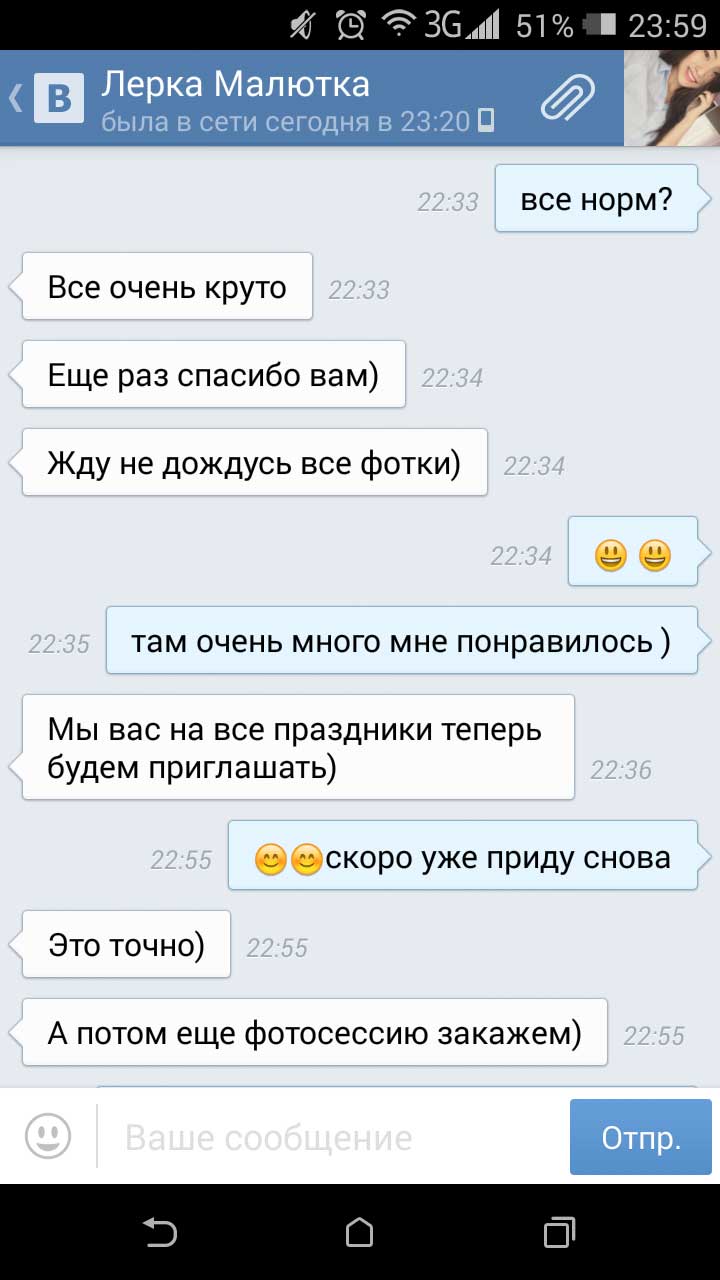 3G 51% 23:59
В Лерка Малютка
была в сети сегодня в 23:20
22:33 все норм?
Все очень круто 22:33
Еще раз спасибо вам) 22:34
Жду не дождусь все фотки) 22:34
22:34 😃 😃
22:35 там очень много мне понравилось )
Мы вас на все праздники теперь
будем приглашать) 22:36
22:55 😊😊скоро уже приду снова
Это точно) 22:55
А потом еще фотосессию закажем) 22:55
Ваше сообщение Отпр.